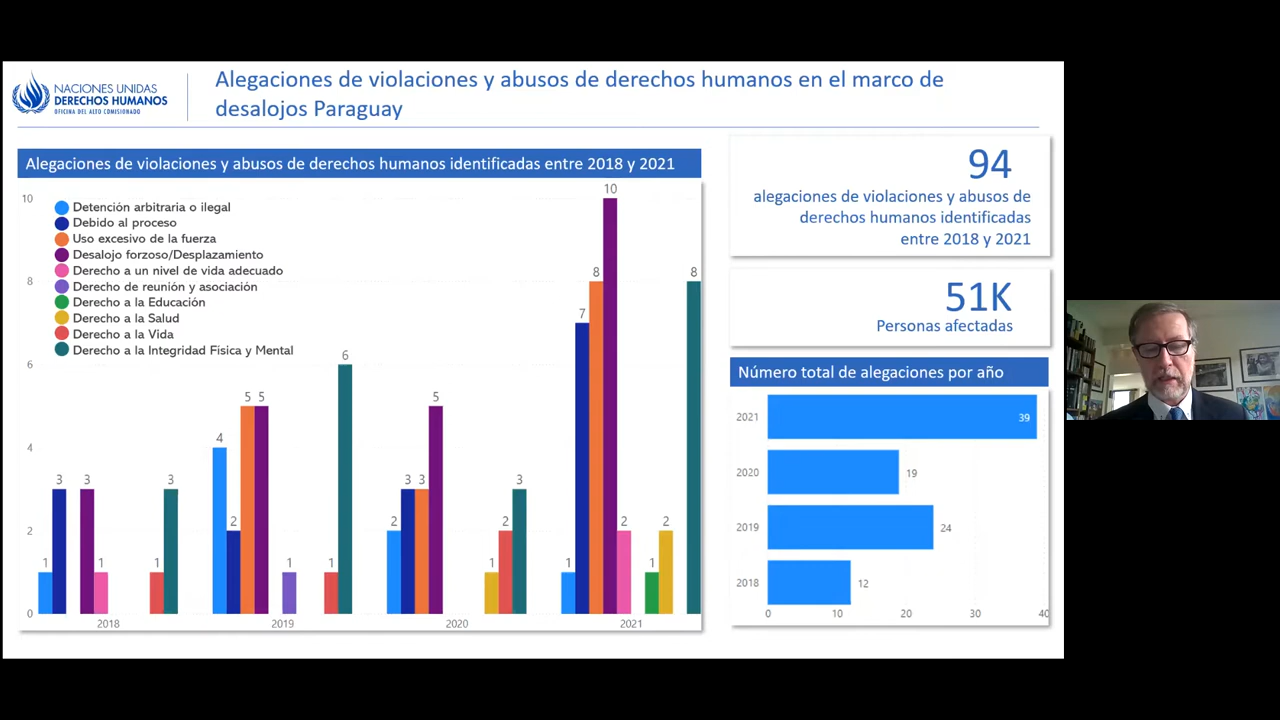 NACIONES UNIDAS
DERECHOS HUMANOS
OFICINA DEL ALTO COMISIONADO
Alegaciones de violaciones y abusos de derechos humanos en el marco de
desalojos Paraguay
Alegaciones de violaciones y abusos de derechos humanos identificadas entre 2018 y 2021
10
8
6
4
2
0
Detención arbitraria o ilegal
Debido al proceso
Uso excesivo de la fuerza
Desalojo forzoso/Desplazamiento
Derecho a un nivel de vida adecuado
Derecho de reunión y asociación
Derecho a la Educación
Derecho a la Salud
Derecho a la Vida
Derecho a la Integridad Física y Mental
1 3 3 1 1 3
4 2 5 5 1 1 6
2 3 3 5 1 2 3
1 7 8 10 2 1 2 8
2018 2019 2020 2021
94
alegaciones de violaciones y abusos de
derechos humanos identificadas
entre 2018 y 2021
51K
Personas afectadas
Número total de alegaciones por año
2021 39
2020 19
2019 24
2018 12
0 10 20 30 40